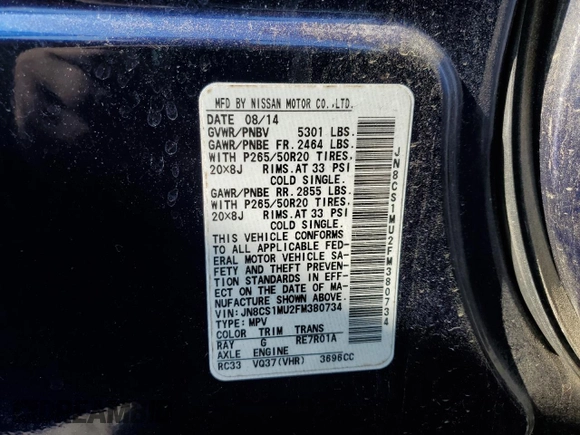 MFD BY NISSAN MOTOR CO.,LTD.
DATE 08/14
GVWR/PNBV 5301 LBS.
GAWR/PNBE FR. 2464 LBS.
WITH P265/50R20 TIRES,
20X8J RIMS.AT 33 PSI
COLD SINGLE.
GAWR/PNBE RR. 2855 LBS.
WITH P265/50R20 TIRES,
20X8J RIMS.AT 33 PSI
COLD SINGLE.
THIS VEHICLE CONFORMS
TO ALL APPLICABLE FED-
ERAL MOTOR VEHICLE SA-
FETY AND THEFT PREVEN-
TION STANDARDS IN EFF-
ECT ON THE DATE OF MA-
NUFACTURE SHOWN ABOVE.
VIN: JN8CS1MU2FM380734
TYPE: MPV
COLOR TRIM TRANS
RAY G RE7R01A
AXLE ENGINE
RC33 VQ37(VHR) 3696CC
JN8CS1MU2FM380734